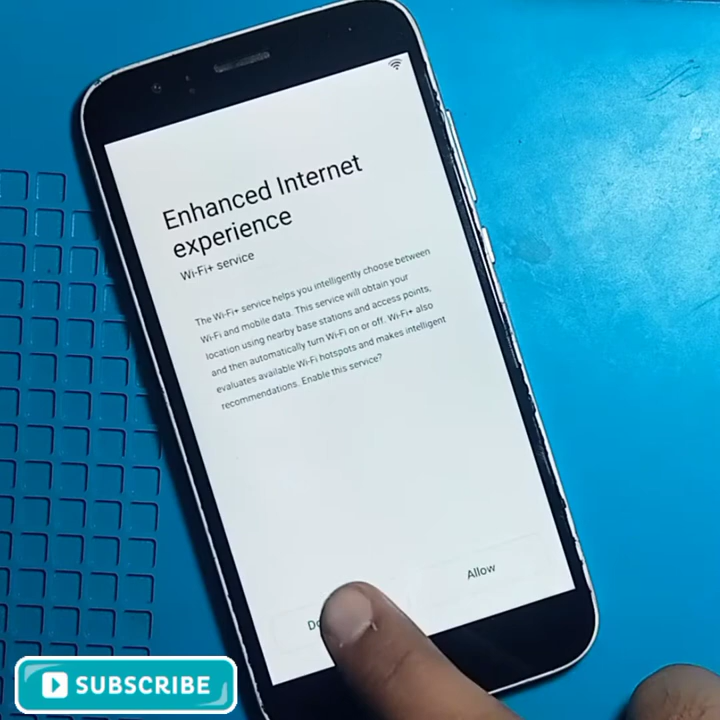 Enhanced Internet
experience
Wi-Fi+ service
The Wi-Fi+ service helps you intelligently choose between
Wi-Fi and mobile data. This service will obtain your
location using nearby base stations and access points,
and then automatically turn Wi-Fi on or off. Wi-Fi+ also
evaluates available Wi-Fi hotspots and makes intelligent
recommendations. Enable this service?
Allow
SUBSCRIBE